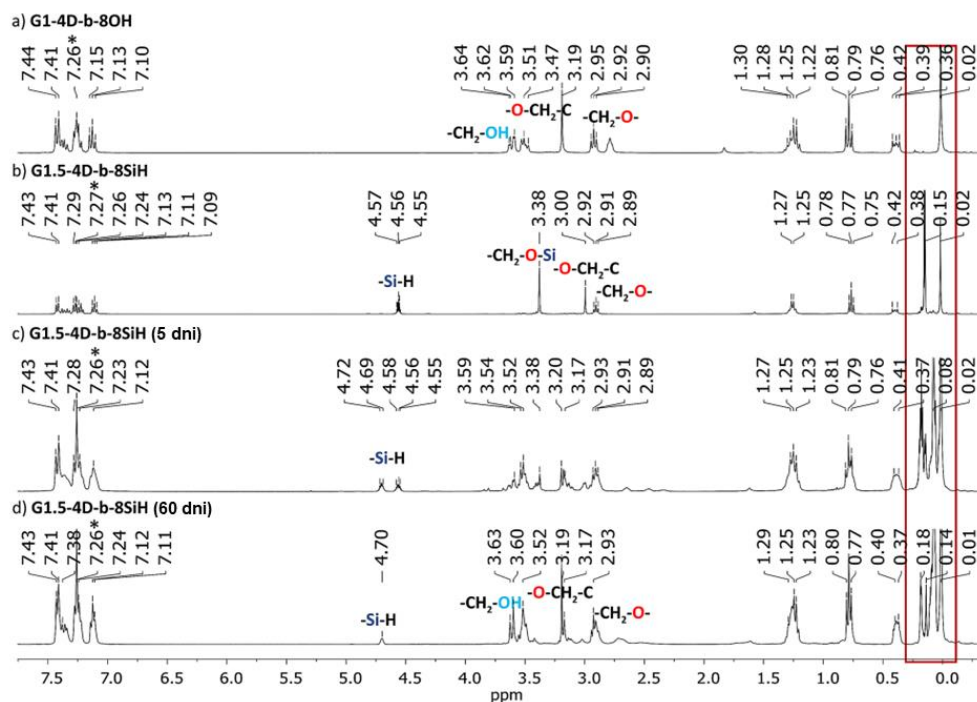 a) G1-4D-b-8OH
7.44 7.41 7.26* 7.15 7.13 7.10 3.64 3.62 3.59 3.51 3.47 3.19 2.95 2.92 2.90 1.30 1.28 1.25 1.22 0.81 0.79 0.76 0.42 0.39 0.36 0.02
-O-CH2-C
-CH2-OH
-CH2-O-
b) G1.5-4D-b-8SiH
7.43 7.41 7.29 7.27* 7.26 7.24 7.13 7.11 7.09 4.57 4.56 4.55 3.38 3.00 2.92 2.91 2.89 1.27 1.25 0.78 0.77 0.75 0.42 0.38 0.15 0.02
-CH2-O-Si
-O-CH2-C
-Si-H
-CH2-O-
c) G1.5-4D-b-8SiH (5 dni)
7.43 7.41 7.28 7.26* 7.23 7.12 4.72 4.69 4.58 4.56 4.55 3.59 3.54 3.52 3.38 3.20 3.17 2.93 2.91 2.89 1.27 1.25 1.23 0.81 0.79 0.76 0.41 0.37 0.08 0.02
-Si-H
d) G1.5-4D-b-8SiH (60 dni)
7.43 7.41 7.38 7.26* 7.24 7.12 7.11 4.70 3.63 3.60 3.52 3.19 3.17 2.93 1.29 1.25 1.23 0.80 0.77 0.40 0.37 0.18 0.14 0.01
-O-CH2-C
-CH2-OH
-Si-H
-CH2-O-
7.5 7.0 6.5 6.0 5.5 5.0 4.5 4.0 3.5 3.0 2.5 2.0 1.5 1.0 0.5 0.0
ppm